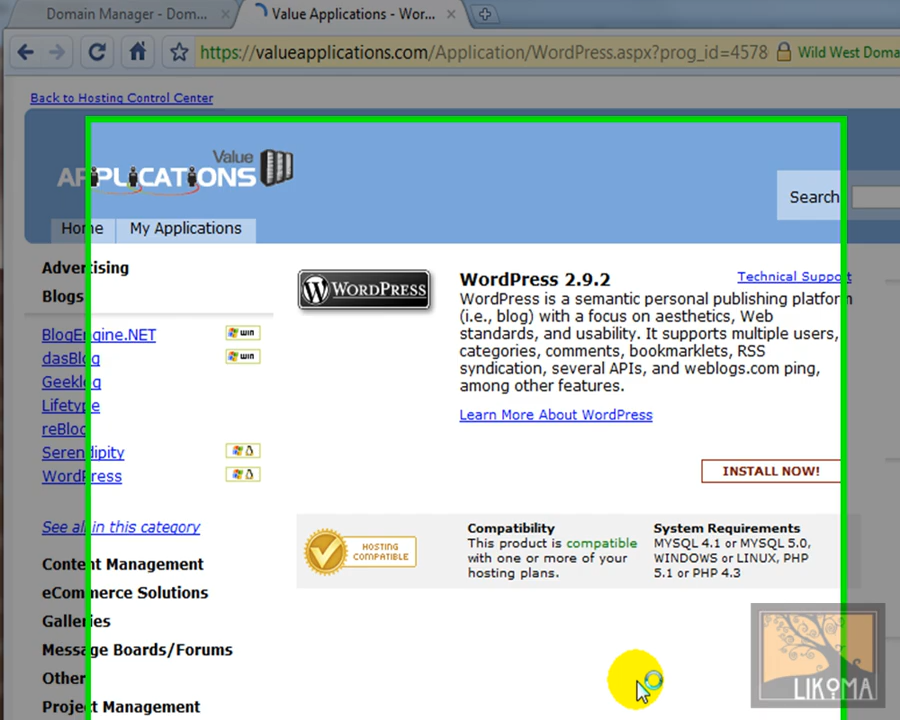 Domain Manager - Dom...
Value Applications - Wor...
https://valueapplications.com/Application/WordPress.aspx?prog_id=4578
Wild West Doma
Back to Hosting Control Center
Value
APPLICATIONS
Search
Home
My Applications
Advertising
Blogs
BlogEngine.NET
win
dasBlog
win
Geeklog
Lifetype
reBlog
Serendipity
WordPress
See all in this category
Content Management
eCommerce Solutions
Galleries
Message Boards/Forums
Other
Project Management
WORDPRESS
WordPress 2.9.2
Technical Support
WordPress is a semantic personal publishing platform
(i.e., blog) with a focus on aesthetics, Web
standards, and usability. It supports multiple users,
categories, comments, bookmarklets, RSS
syndication, several APIs, and weblogs.com ping,
among other features.
Learn More About WordPress
INSTALL NOW!
HOSTING
COMPATIBLE
Compatibility
This product is compatible
with one or more of your
hosting plans.
System Requirements
MYSQL 4.1 or MYSQL 5.0,
WINDOWS or LINUX, PHP
5.1 or PHP 4.3
LIKOMA